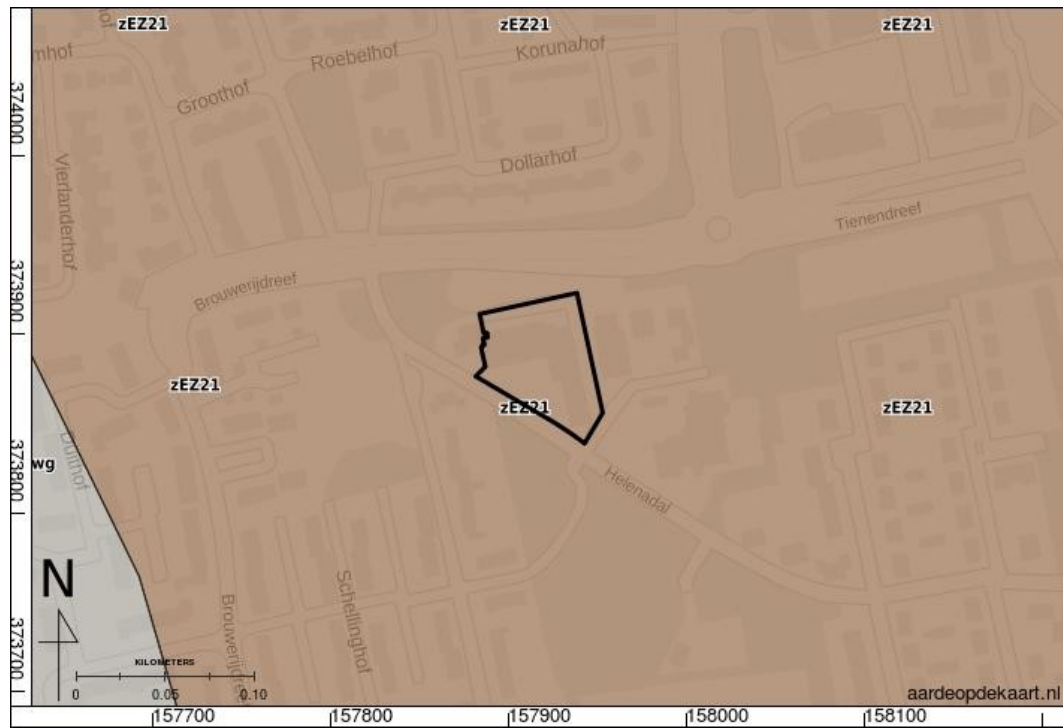 zEZ21
zEZ21
zEZ21
Korunahof
Roebelhof
Groothof
Dollarhof
374000
Vierlanderhof
Tienendreef
373900
Brouwerijdreef
zEZ21
zEZ21
zEZ21
Duithof
wg
373800
Helenadal
N
Schellinghof
Brouwerijdreef
373700
KILOMETERS
0
0.05
0.10
aardeopdekaart.nl
157700
157800
157900
158000
158100